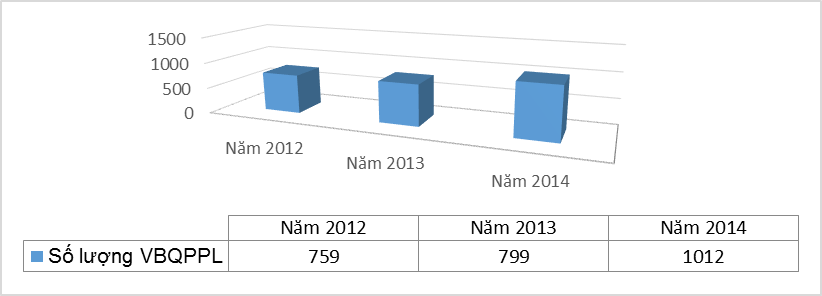 1500
1000
500
0
Năm 2012
Năm 2013
Năm 2014
Năm 2012 Năm 2013 Năm 2014
Số lượng VBQPPL 759 799 1012